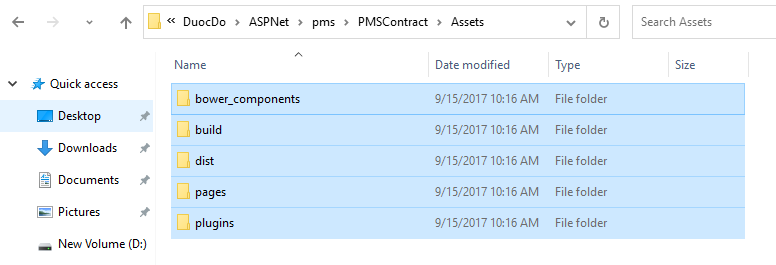 « DuocDo > ASPNet > pms > PMSContract > Assets
Search Assets
Name Date modified Type Size
Quick access
Desktop
Downloads
Documents
Pictures
New Volume (D:)
bower_components 9/15/2017 10:16 AM File folder
build 9/15/2017 10:16 AM File folder
dist 9/15/2017 10:16 AM File folder
pages 9/15/2017 10:16 AM File folder
plugins 9/15/2017 10:16 AM File folder